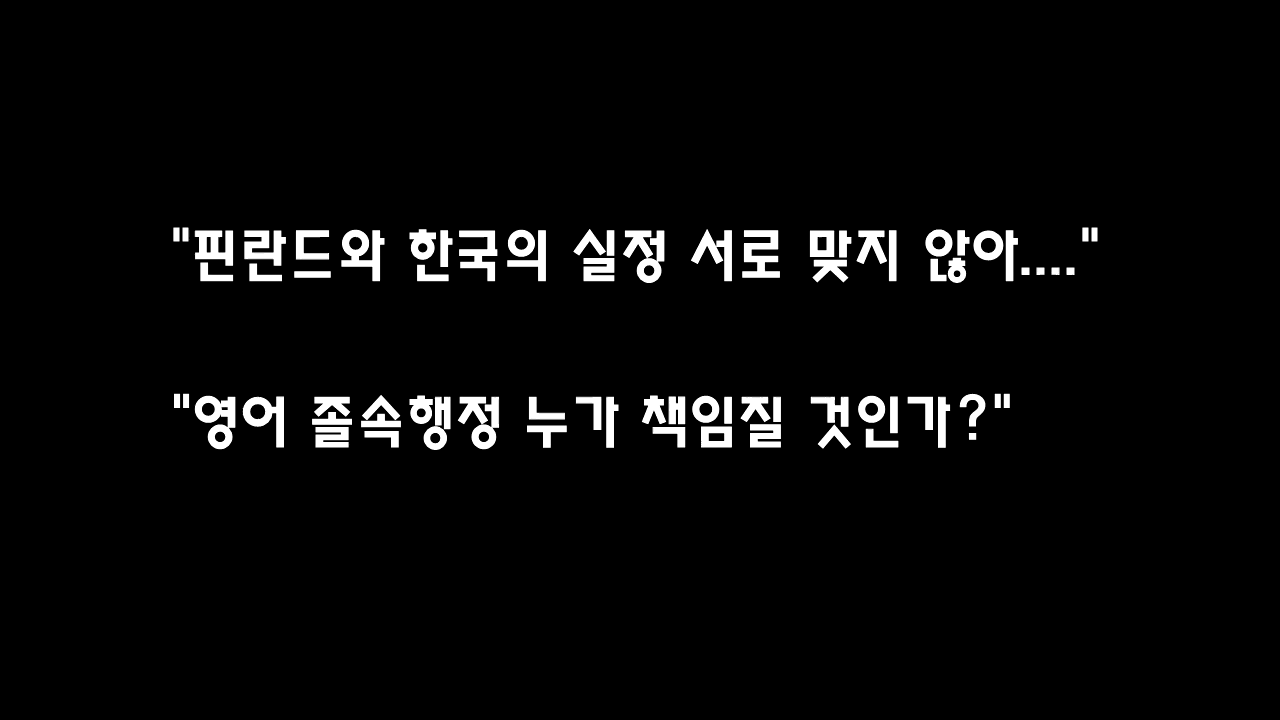 "핀란드와 한국의 실정 서로 맞지 않아...."
"영어 졸속행정 누가 책임질 것인가?"